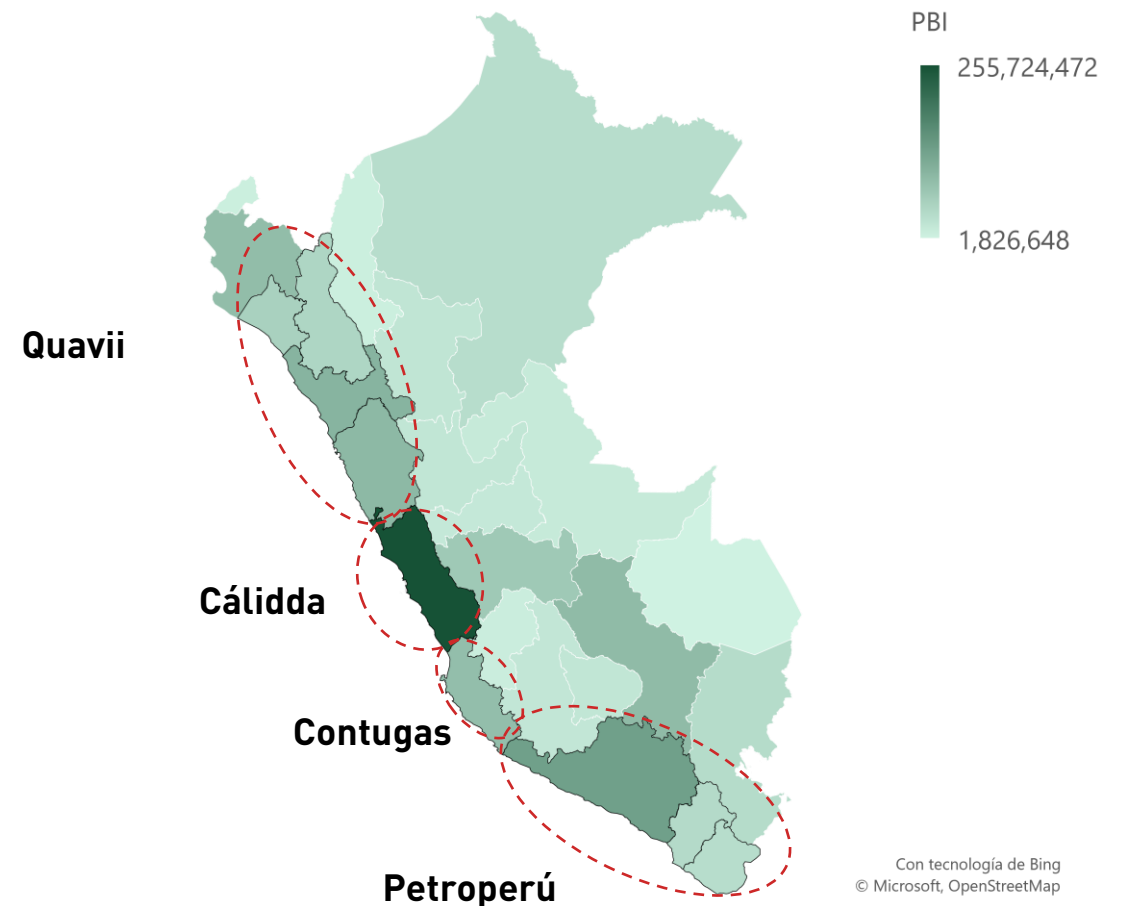 PBI
255,724,472
1,826,648
Quavii
Cálidda
Contugas
Petroperú
Con tecnología de Bing
© Microsoft, OpenStreetMap